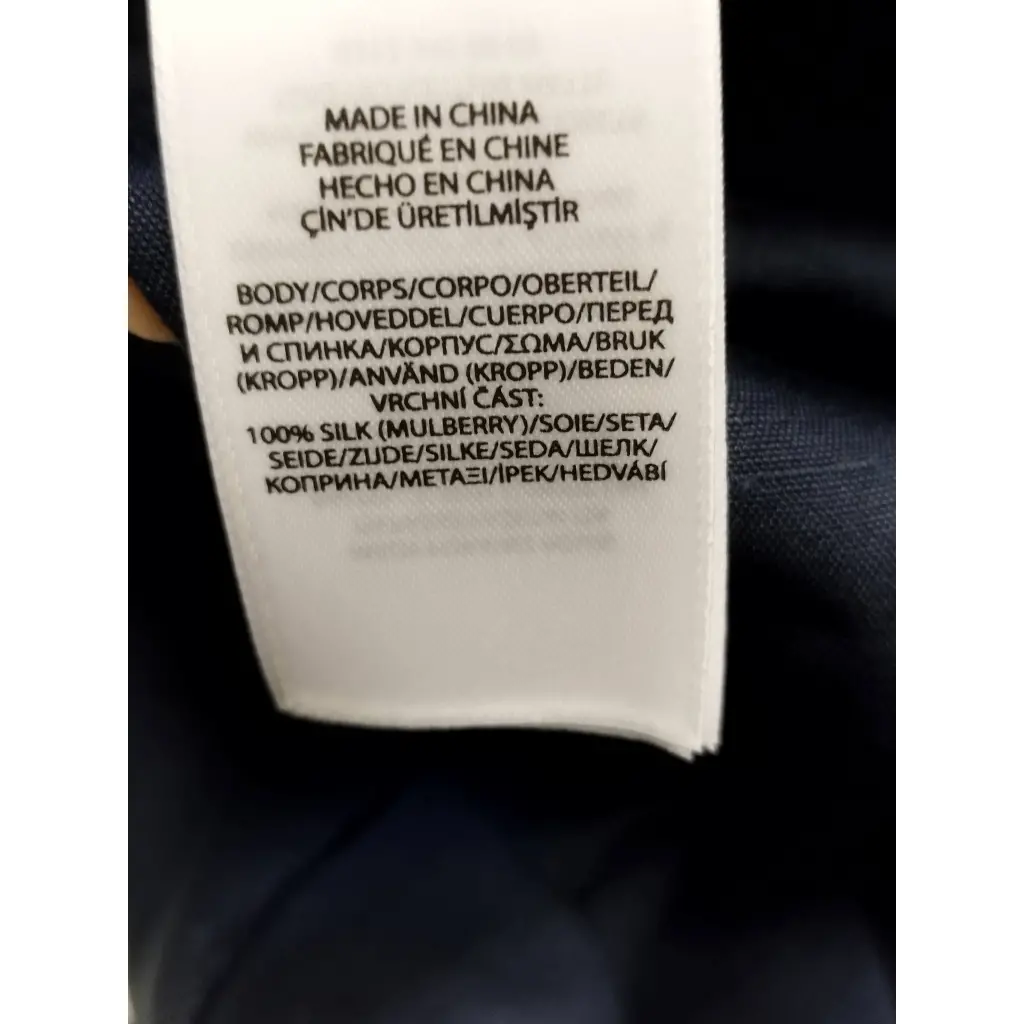 MADE IN CHINA
FABRIQUÉ EN CHINE
HECHO EN CHINA
ÇİN'DE ÜRETİLMİŞTİR
BODY/CORPS/CORPO/OBERTEIL/
ROMP/HOVEDDEL/CUERPO/ПЕРЕД
И СПИНКА/КОРПУС/ΣΩΜΑ/BRUK
(KROPP)/ANVÄND (KROPP)/BEDEN/
VRCHNÍ ČÁST:
100% SILK (MULBERRY)/SOIE/SETA/
SEIDE/ZIJDE/SILKE/SEDA/ШЕЛК/
КОПРИНА/ΜΕΤΑΞΙ/İPEK/HEDVÁBÍ